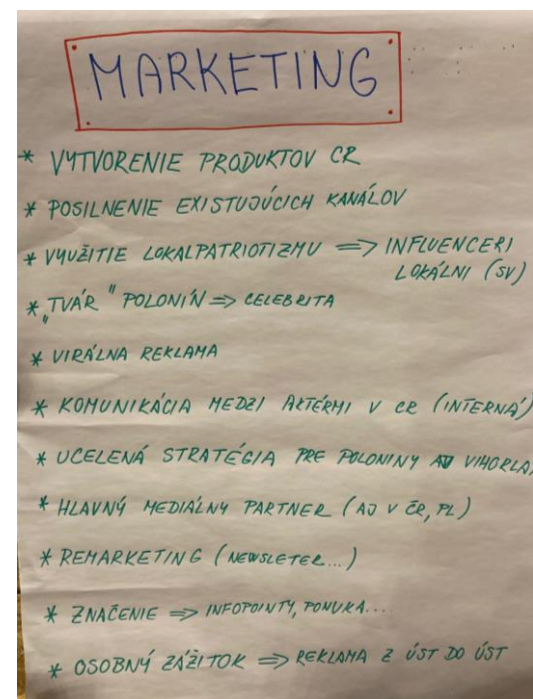 MARKETING
* VYTVORENIE PRODUKTOV CR
* POSILNENIE EXISTUJÚCICH KANÁLOV
* VYUŽITIE LOKALPATRIOTIZMU => INFLUENCERI
LOKÁLNI (SV)
* „TVÁR" POLONÍN => CELEBRITA
* VIRÁLNA REKLAMA
* KOMUNIKÁCIA MEDZI AKTÉRMI V CR (INTERNÁ)
* UCELENÁ STRATÉGIA PRE POLONINY A VIHORLA
* HLAVNÝ MEDIÁLNY PARTNER (AJ V ČR, PL)
* REMARKETING (NEWSLETER...)
* ZNAČENIE => INFOPOINTY, PONUKA...
* OSOBNÝ ZÁŽITOK => REKLAMA Z ÚST DO ÚST